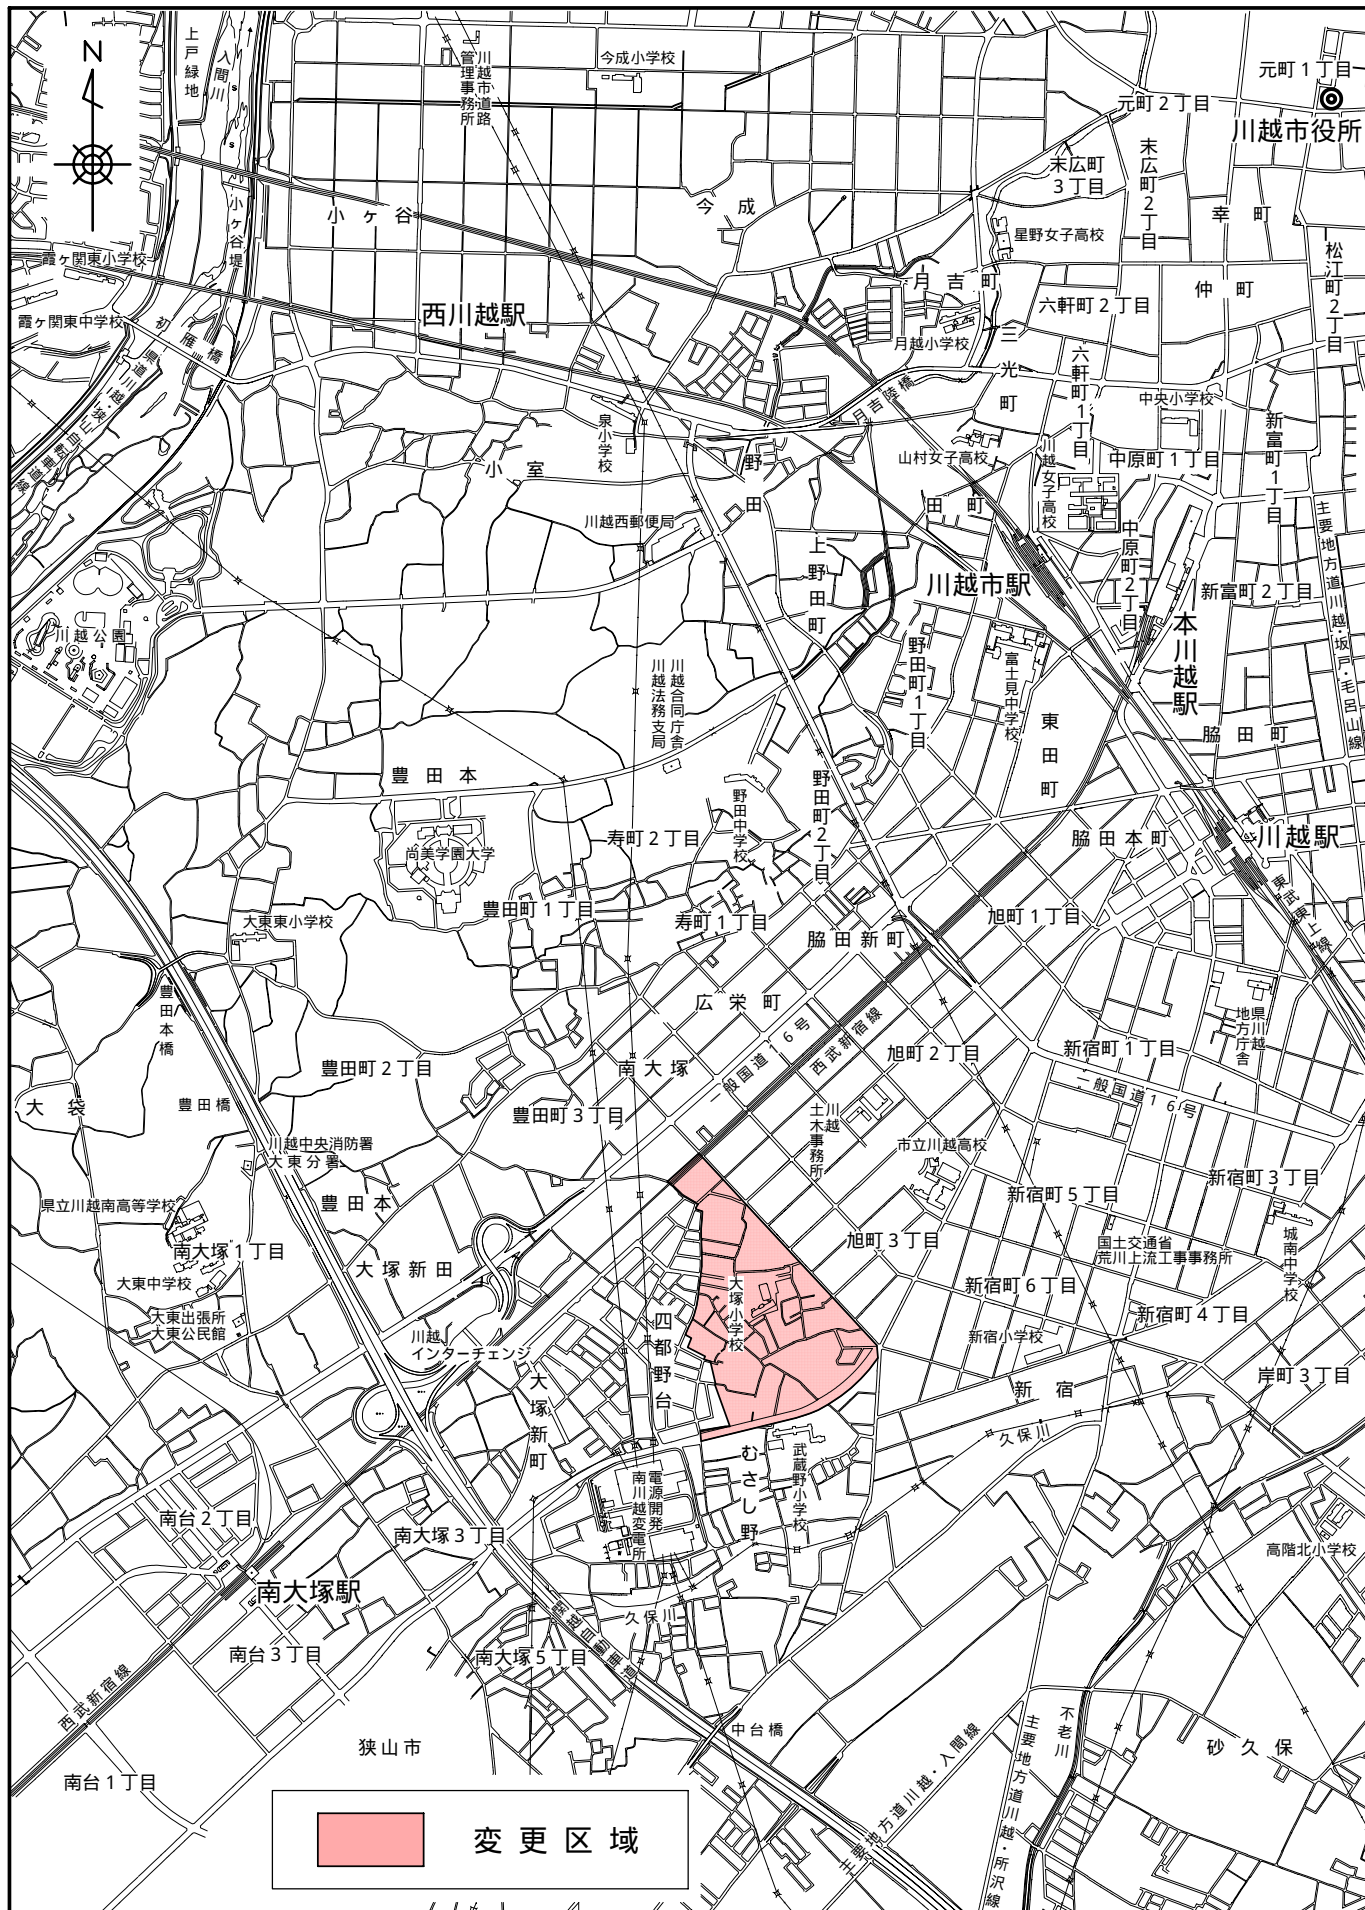 N
上戸緑地
入間川
川越市道路
管理事務所
今成小学校
元町1丁目
元町2丁目
川越市役所
末広町
3丁目
末広町2丁目
幸町
松江町2丁目
小ヶ谷
小ヶ谷堤
今成
星野女子高校
霞ヶ関東小学校
月吉町
仲町
六軒町2丁目
西川越駅
霞ヶ関東中学校
初雁橋
月越小学校
三光町
六軒町1丁目
県道川越・狭山自転車道線
月吉陸橋
中央小学校
新富町1丁目
泉小学校
小室
野田
山村女子高校
川越女子高校
中原町1丁目
田町
主要地方道川越・坂戸・毛呂山線
川越西郵便局
上野田町
中原町2丁目
川越市駅
新富町2丁目
本川越駅
川越公園
野田町1丁目
富士見中学校
川越合同庁舎
川越法務支局
東田町
脇田町
豊田本
野田町2丁目
野田中学校
寿町2丁目
脇田本町
川越駅
尚美学園大学
東武東上線
豊田町1丁目
寿町1丁目
旭町1丁目
大東東小学校
脇田新町
豊田本橋
広栄町
県川越
地方庁舎
一般国道16号
西武新宿線
旭町2丁目
新宿町1丁目
南大塚
豊田町2丁目
一般国道16号
大袋
豊田橋
豊田町3丁目
川越
土木事務所
川越中央消防署
大東分署
市立川越高校
豊田本
新宿町5丁目
新宿町3丁目
県立川越南高等学校
南大塚1丁目
旭町3丁目
国土交通省
荒川上流工事事務所
城南中学校
大塚新田
大東中学校
大塚小学校
新宿町6丁目
新宿町4丁目
大東出張所
大東公民館
四都野台
川越
インターチェンジ
新宿小学校
大塚新町
新宿
岸町3丁目
久保川
むさし野
武蔵野小学校
電源開発
南川越変電所
南台2丁目
南大塚3丁目
高階北小学校
南大塚駅
久保川
関越自動車道
南台3丁目
南大塚5丁目
西武新宿線
中台橋
不老川
狭山市
砂久保
南台1丁目
主要地方道川越・入間線
主要地方道川越・所沢線
変更区域